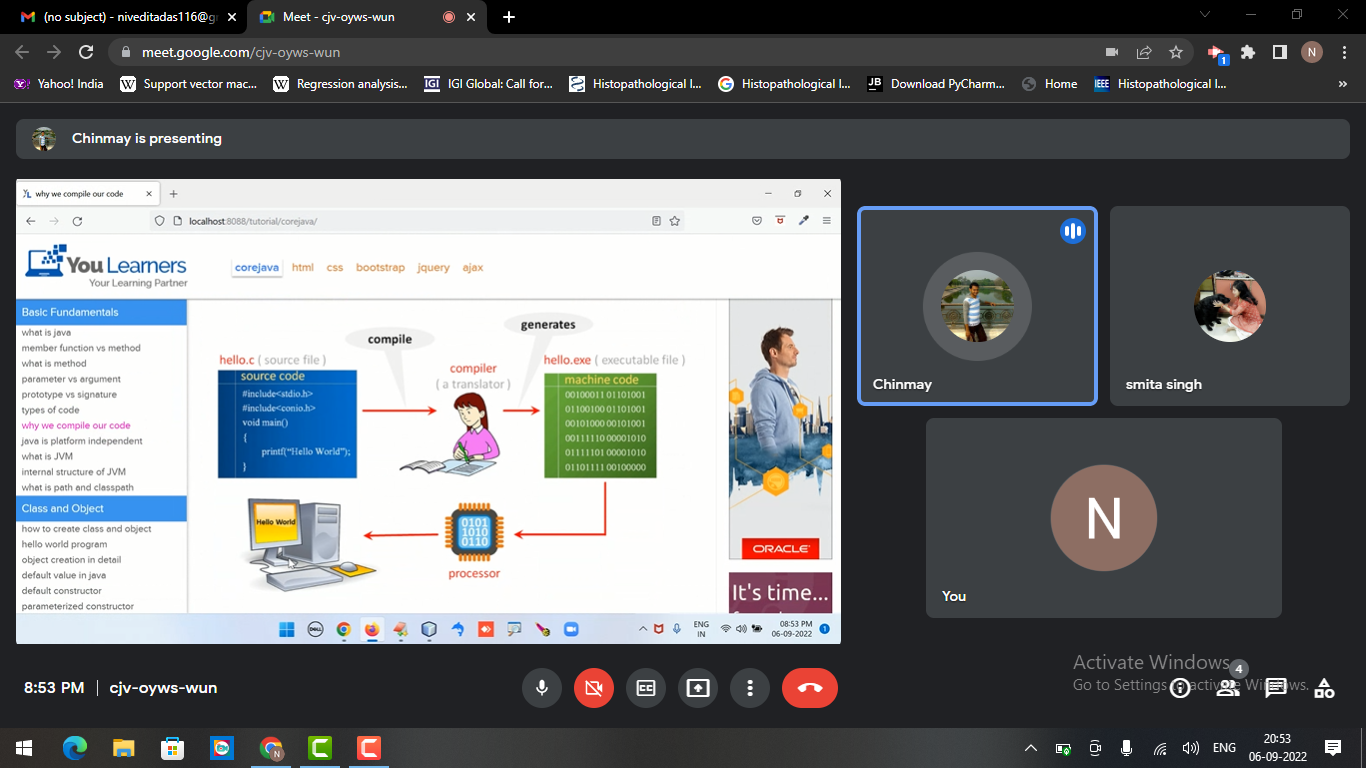 (no subject) - niveditadas116@g
Meet - cjv-oyws-wun
meet.google.com/cjv-oyws-wun
N
1
Yahoo! India
Support vector mac...
Regression analysis...
IGI Global: Call for...
Histopathological I...
Histopathological I...
Download PyCharm...
Home
Histopathological I...
Chinmay is presenting
why we compile our code
localhost:8088/tutorial/corejava/
You Learners
Your Learning Partner
corejava html css bootstrap jquery ajax
Basic Fundamentals
what is java
member function vs method
what is method
parameter vs argument
prototype vs signature
types of code
why we compile our code
java is platform independent
what is JVM
internal structure of JVM
what is path and classpath
Class and Object
how to create class and object
hello world program
object creation in detail
default value in java
default constructor
parameterized constructor
compile
generates
hello.c ( source file )
source code
#include<stdio.h>
#include<conio.h>
void main()
{
printf("Hello World");
}
compiler
( a translator )
hello.exe ( executable file )
machine code
00100011 01101001
01100100 01101001
00101000 00101001
00111110 00001010
01111101 00001010
01101111 00100000
Hello World
0101
1010
0110
processor
ORACLE
It's time...
DELL
ENG
IN
08:53 PM
06-09-2022
1
Chinmay
smita singh
N
You
8:53 PM | cjv-oyws-wun
4
Activate Windows
Go to Settings to activate Windows.
ENG
20:53
06-09-2022